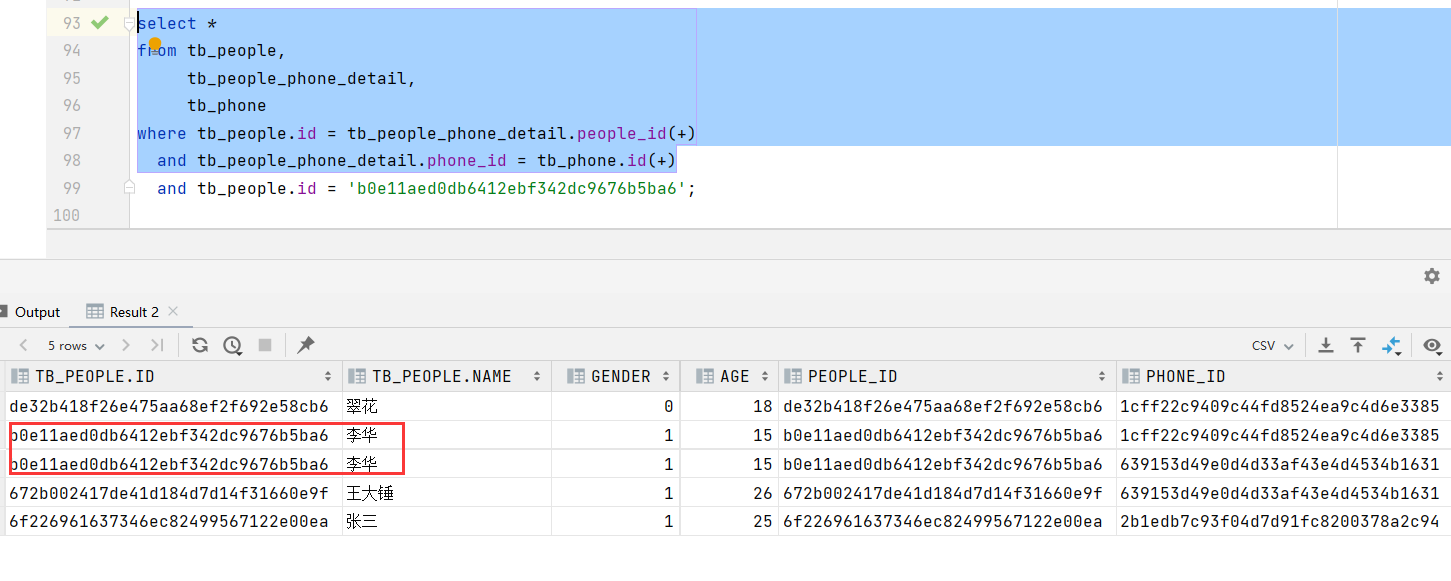 93 select *
94 from tb_people,
95 tb_people_phone_detail,
96 tb_phone
97 where tb_people.id = tb_people_phone_detail.people_id(+)
98 and tb_people_phone_detail.phone_id = tb_phone.id(+)
99 and tb_people.id = 'b0e11aed0db6412ebf342dc9676b5ba6';
100
Output Result 2
5 rows CSV
TB_PEOPLE.ID TB_PEOPLE.NAME GENDER AGE PEOPLE_ID PHONE_ID
de32b418f26e475aa68ef2f692e58cb6 翠花 0 18 de32b418f26e475aa68ef2f692e58cb6 1cff22c9409c44fd8524ea9c4d6e3385
b0e11aed0db6412ebf342dc9676b5ba6 李华 1 15 b0e11aed0db6412ebf342dc9676b5ba6 1cff22c9409c44fd8524ea9c4d6e3385
b0e11aed0db6412ebf342dc9676b5ba6 李华 1 15 b0e11aed0db6412ebf342dc9676b5ba6 639153d49e0d4d33af43e4d4534b1631
672b002417de41d184d7d14f31660e9f 王大锤 1 26 672b002417de41d184d7d14f31660e9f 639153d49e0d4d33af43e4d4534b1631
6f226961637346ec82499567122e00ea 张三 1 25 6f226961637346ec82499567122e00ea 2b1edb7c93f04d7d91fc8200378a2c94